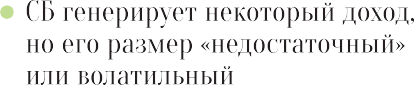 СБ генерирует некоторый доход,
но его размер «недостаточный»
или волатильный